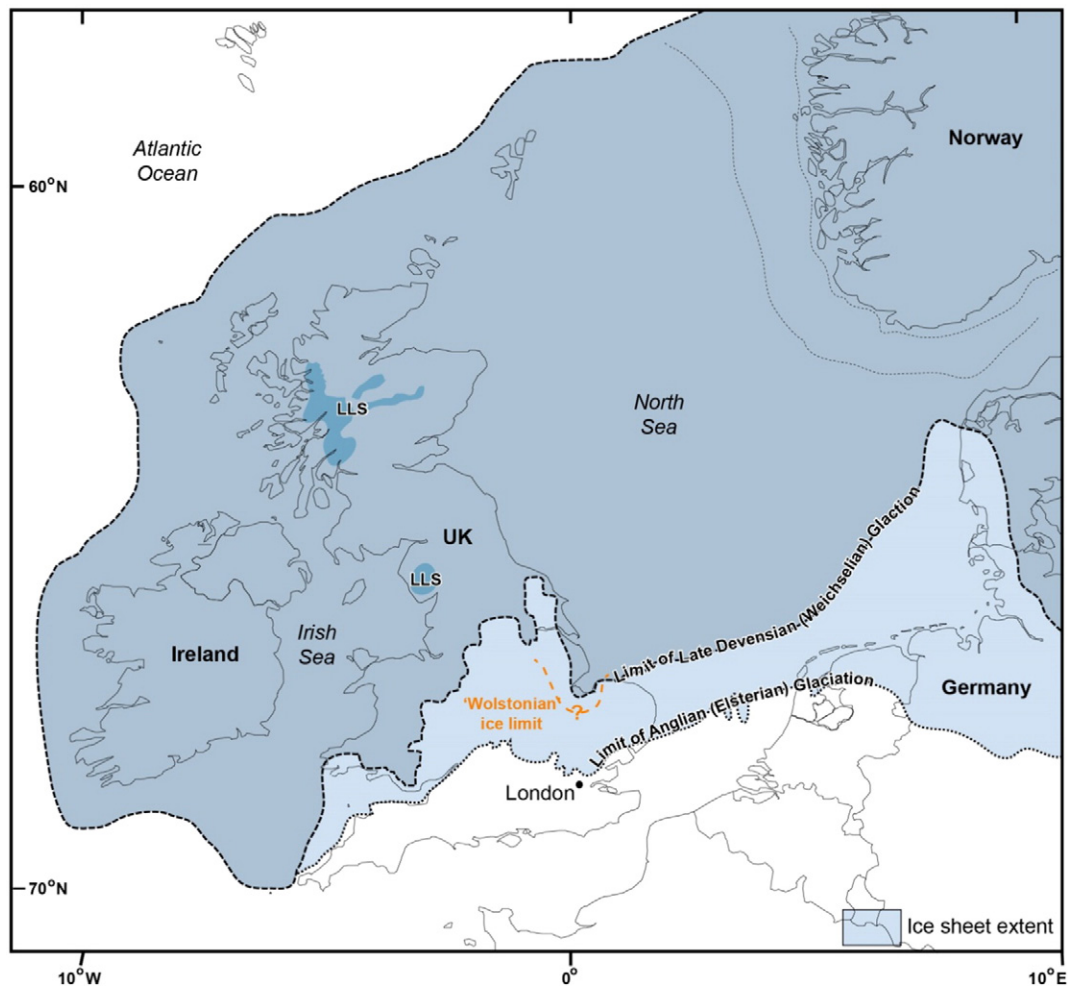 Norway
Atlantic
Ocean
60°N
North
Sea
LLS
UK
LLS
Irish
Sea
Ireland
Limit of Late Devensian (Weichselian) Glaction
'Wolstonian'
ice limit
?
Limit of Anglian (Elsterian) Glaciation
Germany
London
70°N
Ice sheet extent
10°W
0°
10°E